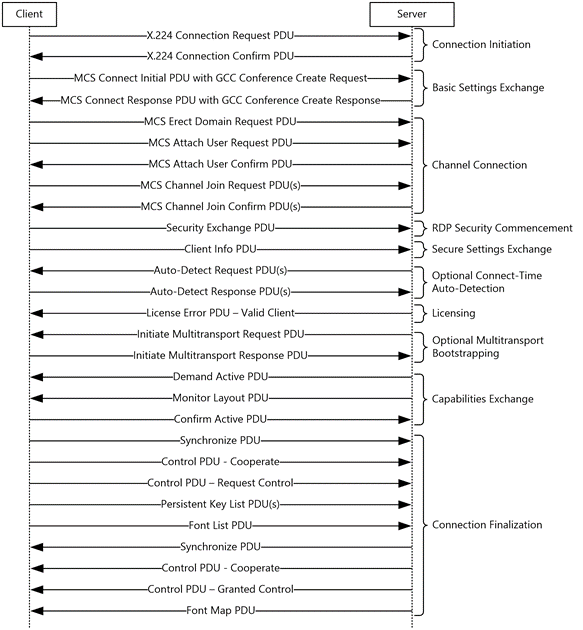 Client
Server
X.224 Connection Request PDU
X.224 Connection Confirm PDU
Connection Initiation
MCS Connect Initial PDU with GCC Conference Create Request
MCS Connect Response PDU with GCC Conference Create Response
Basic Settings Exchange
MCS Erect Domain Request PDU
MCS Attach User Request PDU
MCS Attach User Confirm PDU
MCS Channel Join Request PDU(s)
MCS Channel Join Confirm PDU(s)
Channel Connection
Security Exchange PDU
RDP Security Commencement
Client Info PDU
Secure Settings Exchange
Auto-Detect Request PDU(s)
Auto-Detect Response PDU(s)
Optional Connect-Time
Auto-Detection
License Error PDU – Valid Client
Licensing
Initiate Multitransport Request PDU
Initiate Multitransport Response PDU
Optional Multitransport
Bootstrapping
Demand Active PDU
Monitor Layout PDU
Confirm Active PDU
Capabilities Exchange
Synchronize PDU
Control PDU - Cooperate
Control PDU – Request Control
Persistent Key List PDU(s)
Font List PDU
Synchronize PDU
Control PDU - Cooperate
Control PDU – Granted Control
Font Map PDU
Connection Finalization